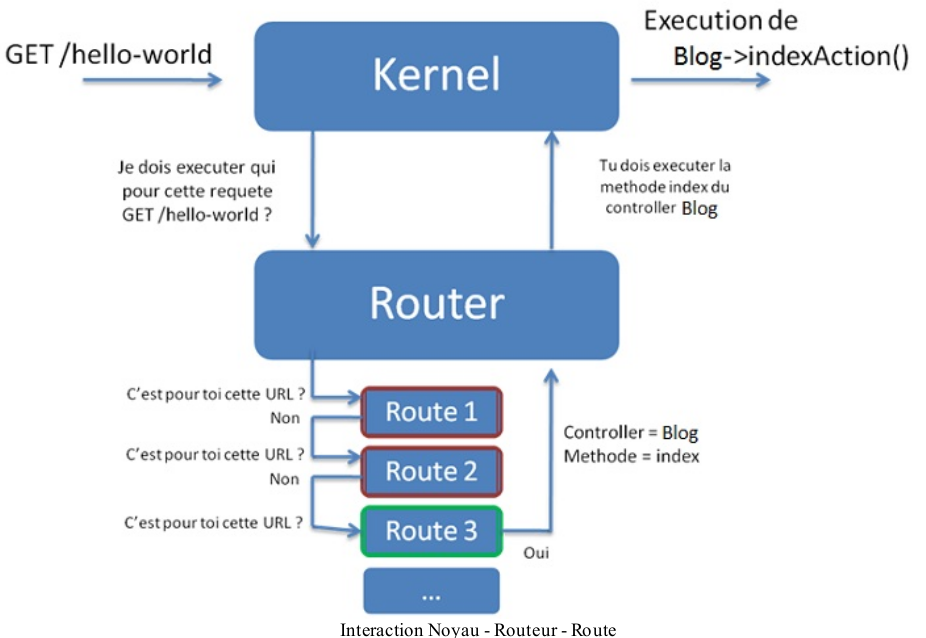 GET /hello-world
Kernel
Execution de
Blog->indexAction()
Je dois executer qui
pour cette requete
GET /hello-world ?
Tu dois executer la
methode index du
controller Blog
Router
C'est pour toi cette URL ?
Non
Route 1
C'est pour toi cette URL ?
Non
Route 2
C'est pour toi cette URL ?
Route 3
Oui
Controller = Blog
Methode = index
...
Interaction Noyau - Routeur - Route